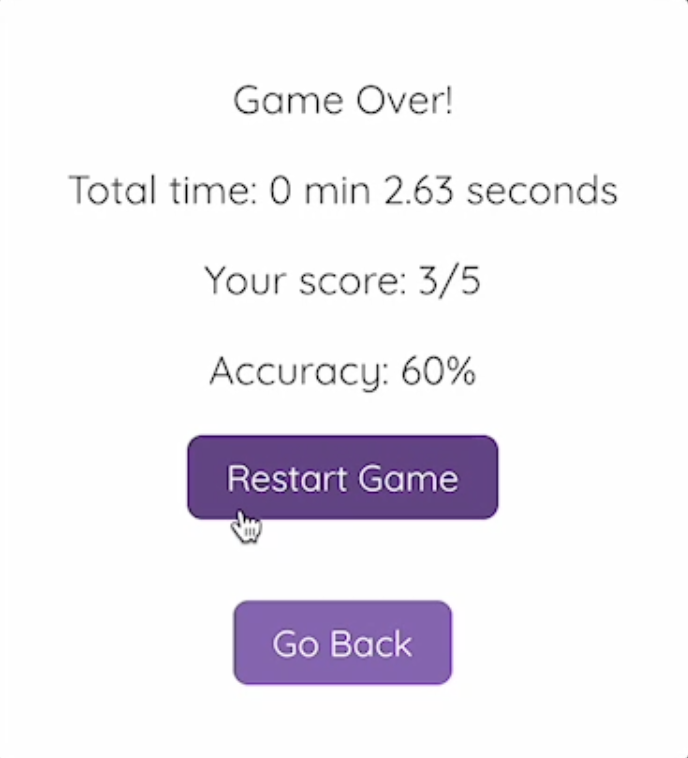 Game Over!
Total time: 0 min 2.63 seconds
Your score: 3/5
Accuracy: 60%
Restart Game
Go Back